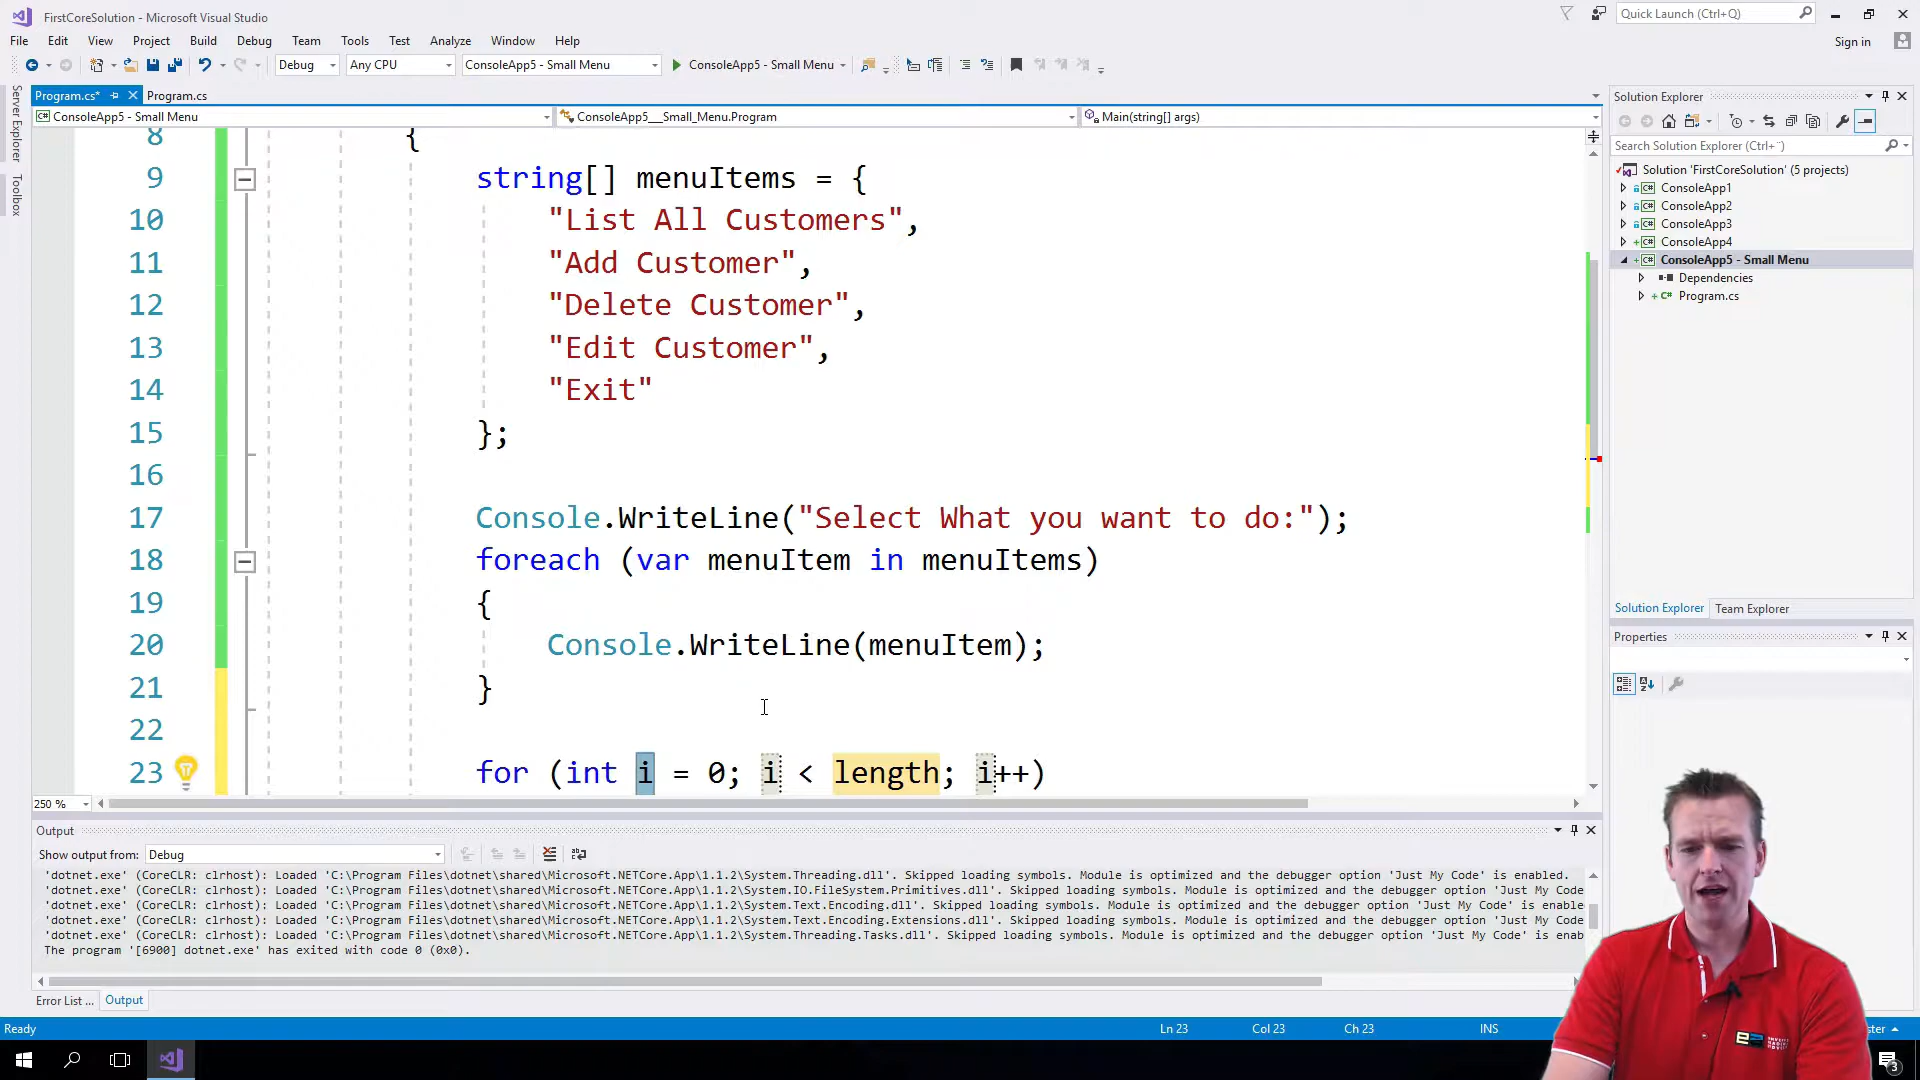 FirstCoreSolution - Microsoft Visual Studio
Quick Launch (Ctrl+Q)
File Edit View Project Build Debug Team Tools Test Analyze Window Help
Sign in
Debug Any CPU ConsoleApp5 - Small Menu ConsoleApp5 - Small Menu
Server Explorer
Toolbox
Program.cs* Program.cs
ConsoleApp5 - Small Menu ConsoleApp5__Small_Menu.Program Main(string[] args)
8 {
9 string[] menuItems = {
10 "List All Customers",
11 "Add Customer",
12 "Delete Customer",
13 "Edit Customer",
14 "Exit"
15 };
16
17 Console.WriteLine("Select What you want to do:");
18 foreach (var menuItem in menuItems)
19 {
20 Console.WriteLine(menuItem);
21 }
22
23 for (int i = 0; i < length; i++)
250 %
Solution Explorer
Search Solution Explorer (Ctrl+¨)
Solution 'FirstCoreSolution' (5 projects)
ConsoleApp1
ConsoleApp2
ConsoleApp3
ConsoleApp4
ConsoleApp5 - Small Menu
Dependencies
Program.cs
Solution Explorer Team Explorer
Properties
Output
Show output from: Debug
'dotnet.exe' (CoreCLR: clrhost): Loaded 'C:\Program Files\dotnet\shared\Microsoft.NETCore.App\1.1.2\System.Threading.dll'. Skipped loading symbols. Module is optimized and the debugger option 'Just My Code' is enabled.
'dotnet.exe' (CoreCLR: clrhost): Loaded 'C:\Program Files\dotnet\shared\Microsoft.NETCore.App\1.1.2\System.IO.FileSystem.Primitives.dll'. Skipped loading symbols. Module is optimized and the debugger option 'Just My Code
'dotnet.exe' (CoreCLR: clrhost): Loaded 'C:\Program Files\dotnet\shared\Microsoft.NETCore.App\1.1.2\System.Text.Encoding.dll'. Skipped loading symbols. Module is optimized and the debugger option 'Just My Code' is enable
'dotnet.exe' (CoreCLR: clrhost): Loaded 'C:\Program Files\dotnet\shared\Microsoft.NETCore.App\1.1.2\System.Text.Encoding.Extensions.dll'. Skipped loading symbols. Module is optimized and the debugger option 'Just My Code
'dotnet.exe' (CoreCLR: clrhost): Loaded 'C:\Program Files\dotnet\shared\Microsoft.NETCore.App\1.1.2\System.Threading.Tasks.dll'. Skipped loading symbols. Module is optimized and the debugger option 'Just My Code' is enab
The program '[6900] dotnet.exe' has exited with code 0 (0x0).
Error List ... Output
Ready Ln 23 Col 23 Ch 23 INS ster
3